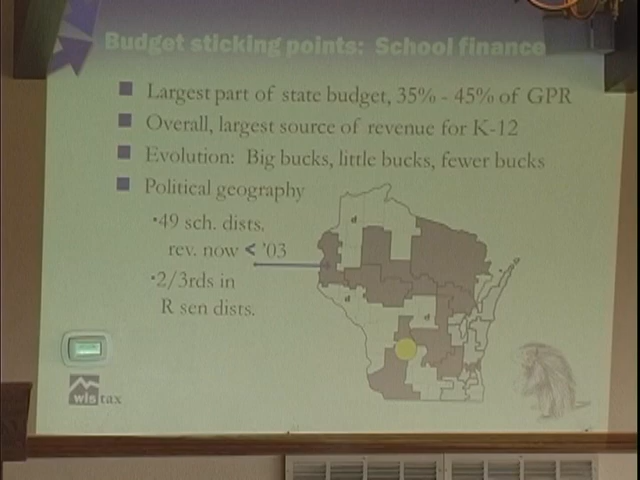 Budget sticking points: School finance
Largest part of state budget, 35% - 45% of GPR
Overall, largest source of revenue for K-12
Evolution: Big bucks, little bucks, fewer bucks
Political geography
•49 sch. dists.
rev. now < '03
•2/3rds in
R sen dists.
d
d
d
wis tax